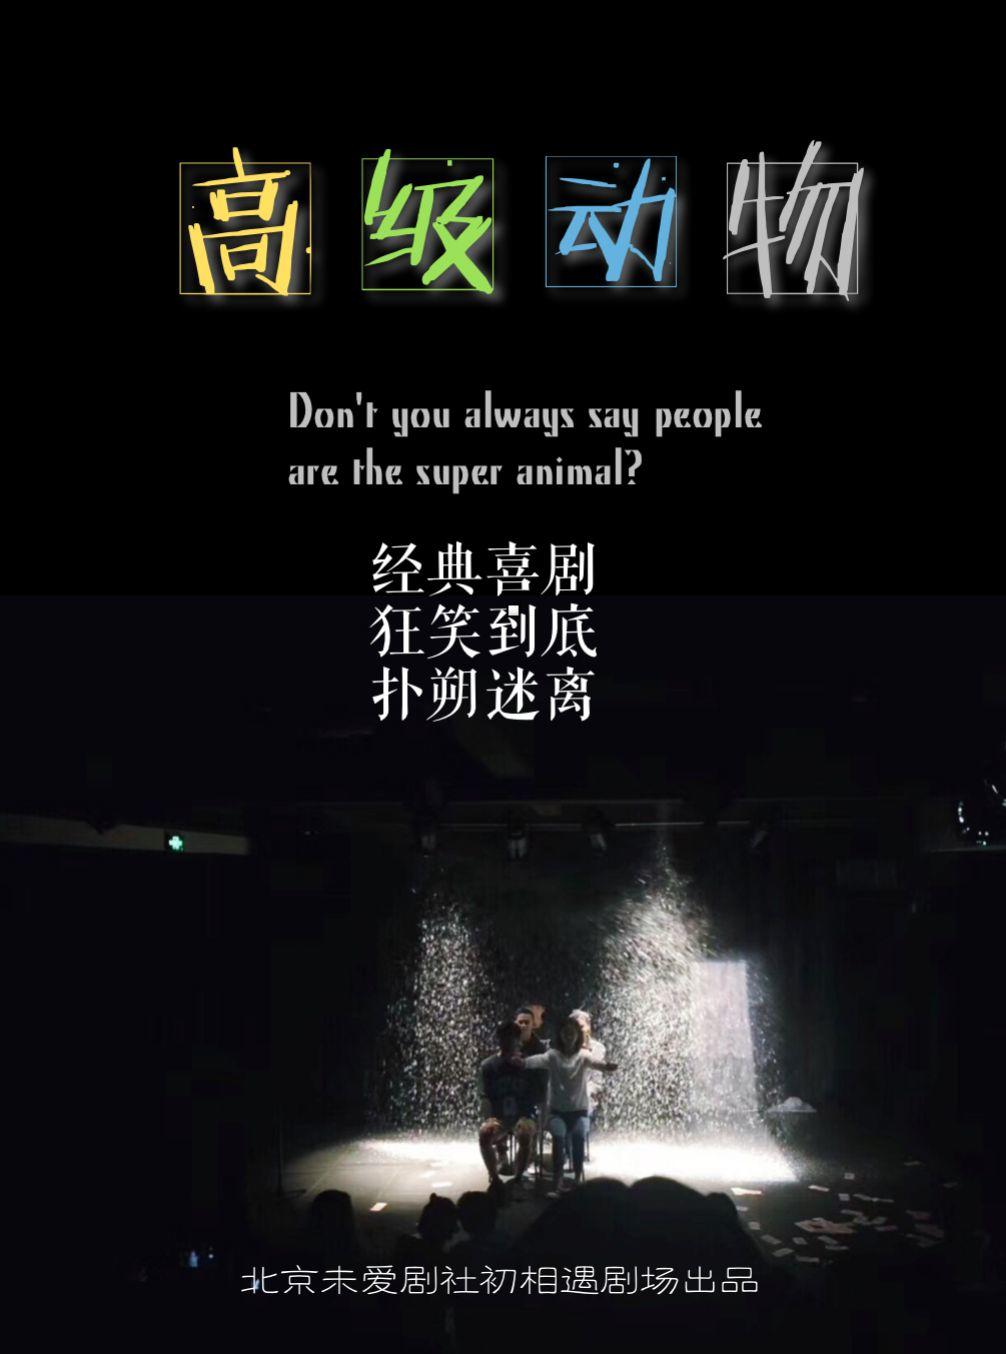 高级动物
Don't you always say people
are the super animal?
经典喜剧
狂笑到底
扑朔迷离
北京未爱剧社初相遇剧场出品